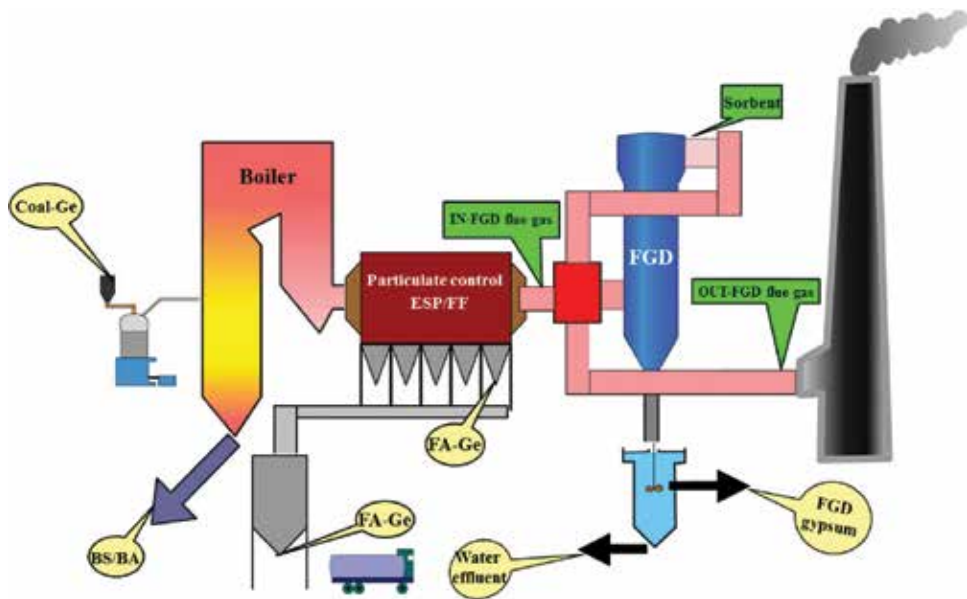 Sorbent
Boiler
Coal-Ge
IN-FGD flue gas
FGD
Particulate control
ESP/FF
OUT-FGD flue gas
FA-Ge
FA-Ge
BS/BA
FGD
gypsum
Water
effluent